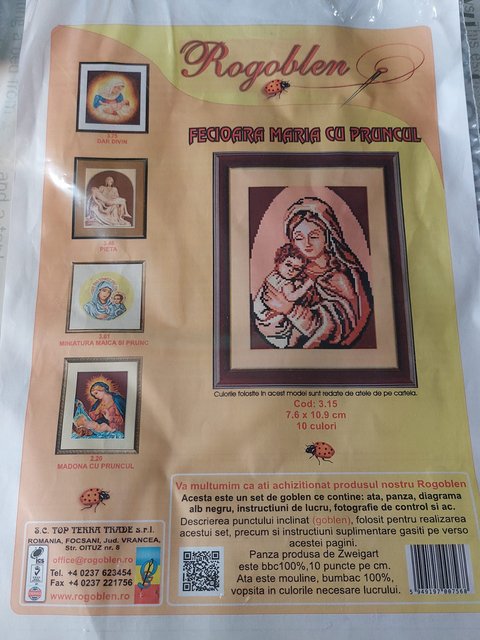 Rogoblen
FECIOARA MARIA CU PRUNCUL
3.75
DAR DIVIN
PIETA
3.61
MINIATURA MAICA SI PRUNC
2.20
MADONA CU PRUNCUL
Culorile folosite in acest model sunt redate de atele de pe cartela.
Cod: 3.15
7.6 x 10.9 cm
10 culori
Va multumim ca ati achizitionat produsul nostru Rogoblen
Acesta este un set de goblen ce contine: ata, panza, diagrama
alb negru, instructiuni de lucru, fotografie de control si ac.
Descrierea punctului inclinat (goblen), folosit pentru realizarea
acestui set, precum si instructiuni suplimentare gasiti pe verso
acestei pagini.
Panza produsa de Zweigart
este bbc100%,10 puncte pe cm.
Ata este mouline, bumbac 100%,
vopsita in culorile necesare lucrului.
S.C. TOP TERRA TRADE s.r.l.
ROMANIA, FOCSANI, Jud. VRANCEA,
Str. OITUZ nr. 8
office@rogoblen.ro
Tel. +4 0237 623454
Fax +4 0237 221756
www.rogoblen.ro
ICS